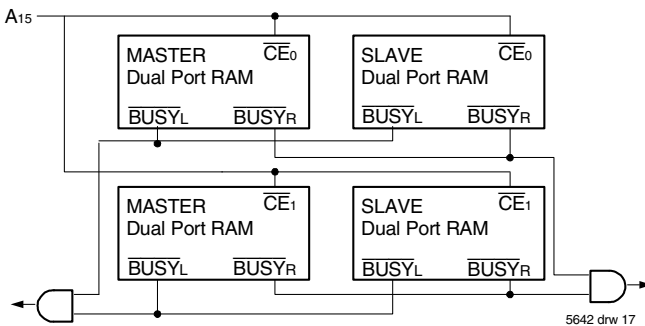 A15
MASTER CE0
Dual Port RAM
BUSYL BUSYR
SLAVE CE0
Dual Port RAM
BUSYL BUSYR
MASTER CE1
Dual Port RAM
BUSYL BUSYR
SLAVE CE1
Dual Port RAM
BUSYL BUSYR
5642 drw 17